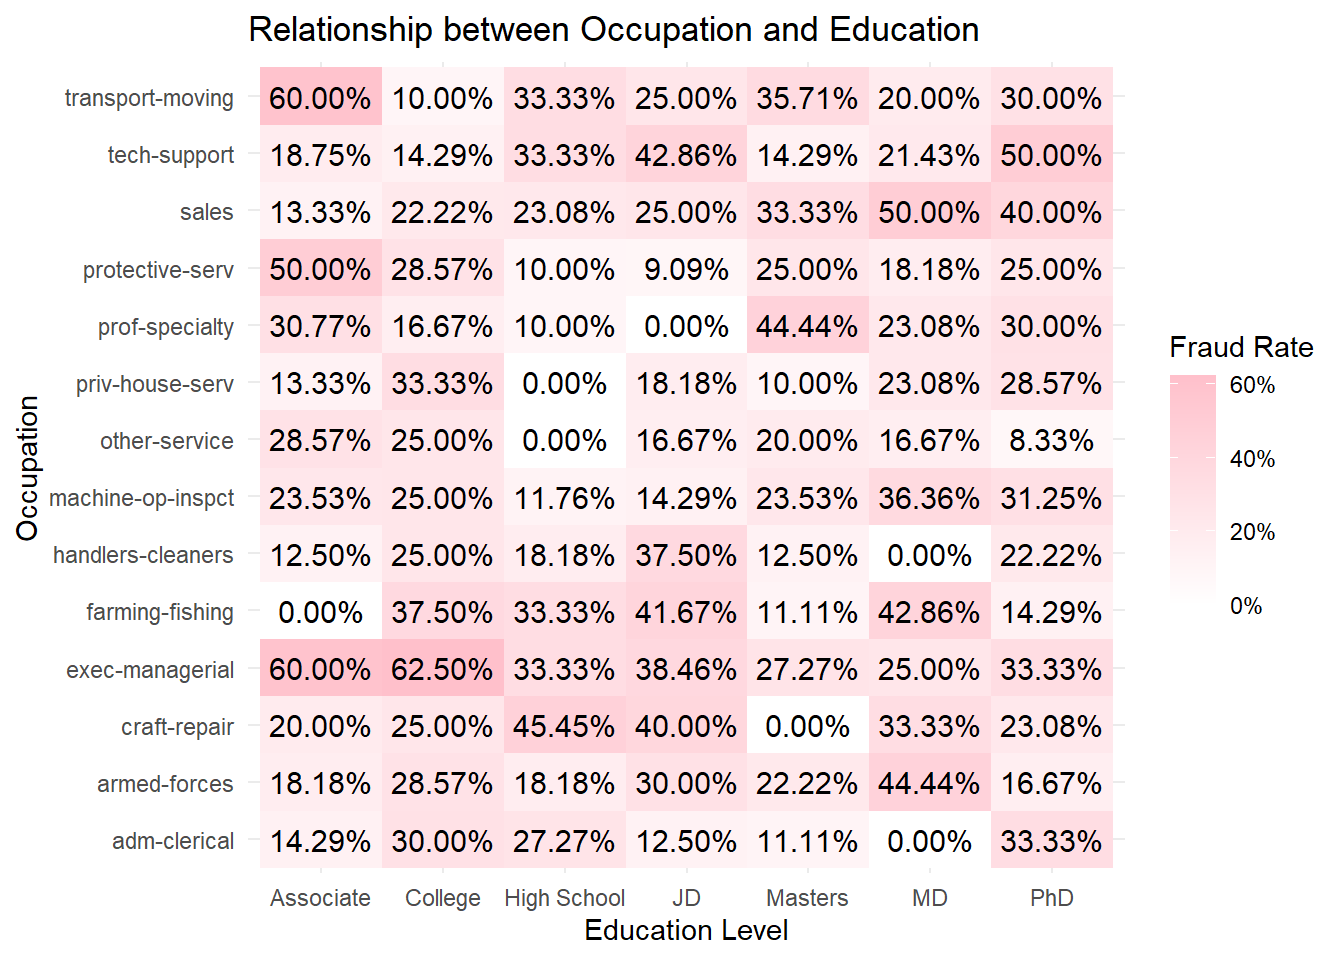 Relationship between Occupation and Education
transport-moving 60.00% 10.00% 33.33% 25.00% 35.71% 20.00% 30.00%
tech-support 18.75% 14.29% 33.33% 42.86% 14.29% 21.43% 50.00%
sales 13.33% 22.22% 23.08% 25.00% 33.33% 50.00% 40.00%
protective-serv 50.00% 28.57% 10.00% 9.09% 25.00% 18.18% 25.00%
prof-specialty 30.77% 16.67% 10.00% 0.00% 44.44% 23.08% 30.00%
priv-house-serv 13.33% 33.33% 0.00% 18.18% 10.00% 23.08% 28.57%
other-service 28.57% 25.00% 0.00% 16.67% 20.00% 16.67% 8.33%
machine-op-inspct 23.53% 25.00% 11.76% 14.29% 23.53% 36.36% 31.25%
handlers-cleaners 12.50% 25.00% 18.18% 37.50% 12.50% 0.00% 22.22%
farming-fishing 0.00% 37.50% 33.33% 41.67% 11.11% 42.86% 14.29%
exec-managerial 60.00% 62.50% 33.33% 38.46% 27.27% 25.00% 33.33%
craft-repair 20.00% 25.00% 45.45% 40.00% 0.00% 33.33% 23.08%
armed-forces 18.18% 28.57% 18.18% 30.00% 22.22% 44.44% 16.67%
adm-clerical 14.29% 30.00% 27.27% 12.50% 11.11% 0.00% 33.33%
Associate College High School JD Masters MD PhD
Education Level
Occupation
Fraud Rate
60%
40%
20%
0%